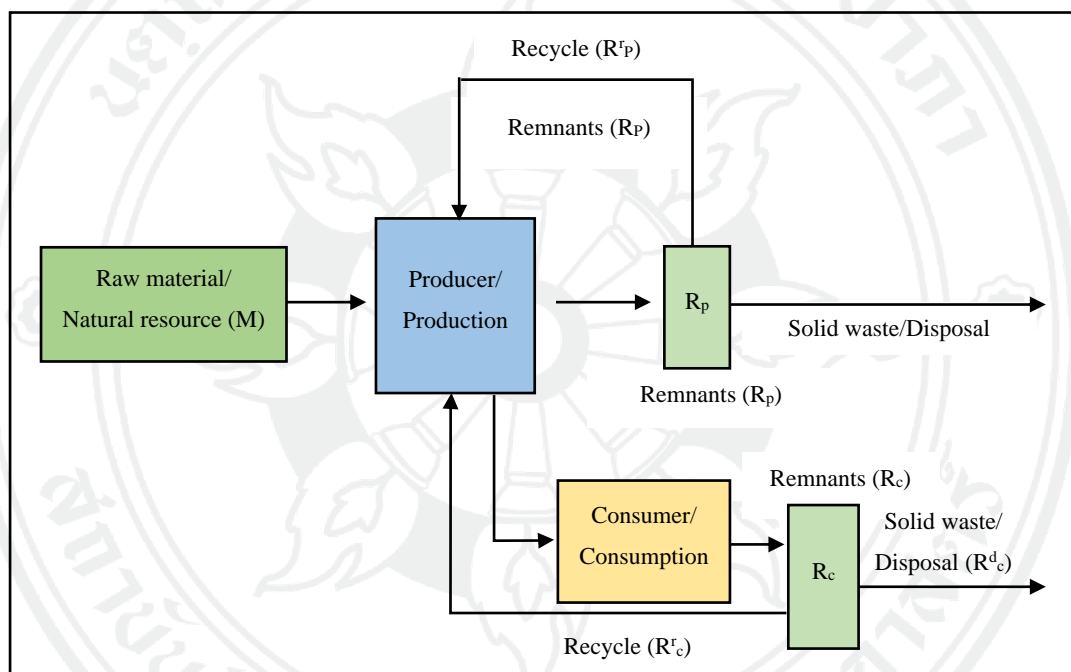 Recycle (RʳP)
Remnants (RP)
Raw material/
Natural resource (M)
Producer/
Production
Rp
Solid waste/Disposal
Remnants (Rp)
Remnants (Rc)
Consumer/
Consumption
Rc
Solid waste/
Disposal (Rᵈc)
Recycle (Rʳc)